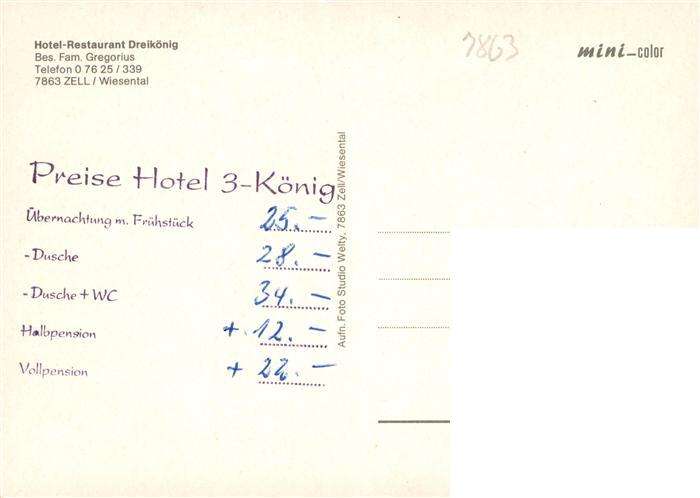 Hotel-Restaurant Dreikönig
Bes. Fam. Gregorius
Telefon 0 76 25 / 339
7863 ZELL / Wiesental
7863
mini-color
Preise Hotel 3-König
Übernachtung m. Frühstück 25.-
-Dusche 28.-
-Dusche + WC 34.-
Halbpension + 12.-
Vollpension + 22.-
Aufn. Foto Studio Welty, 7863 Zell/Wiesental